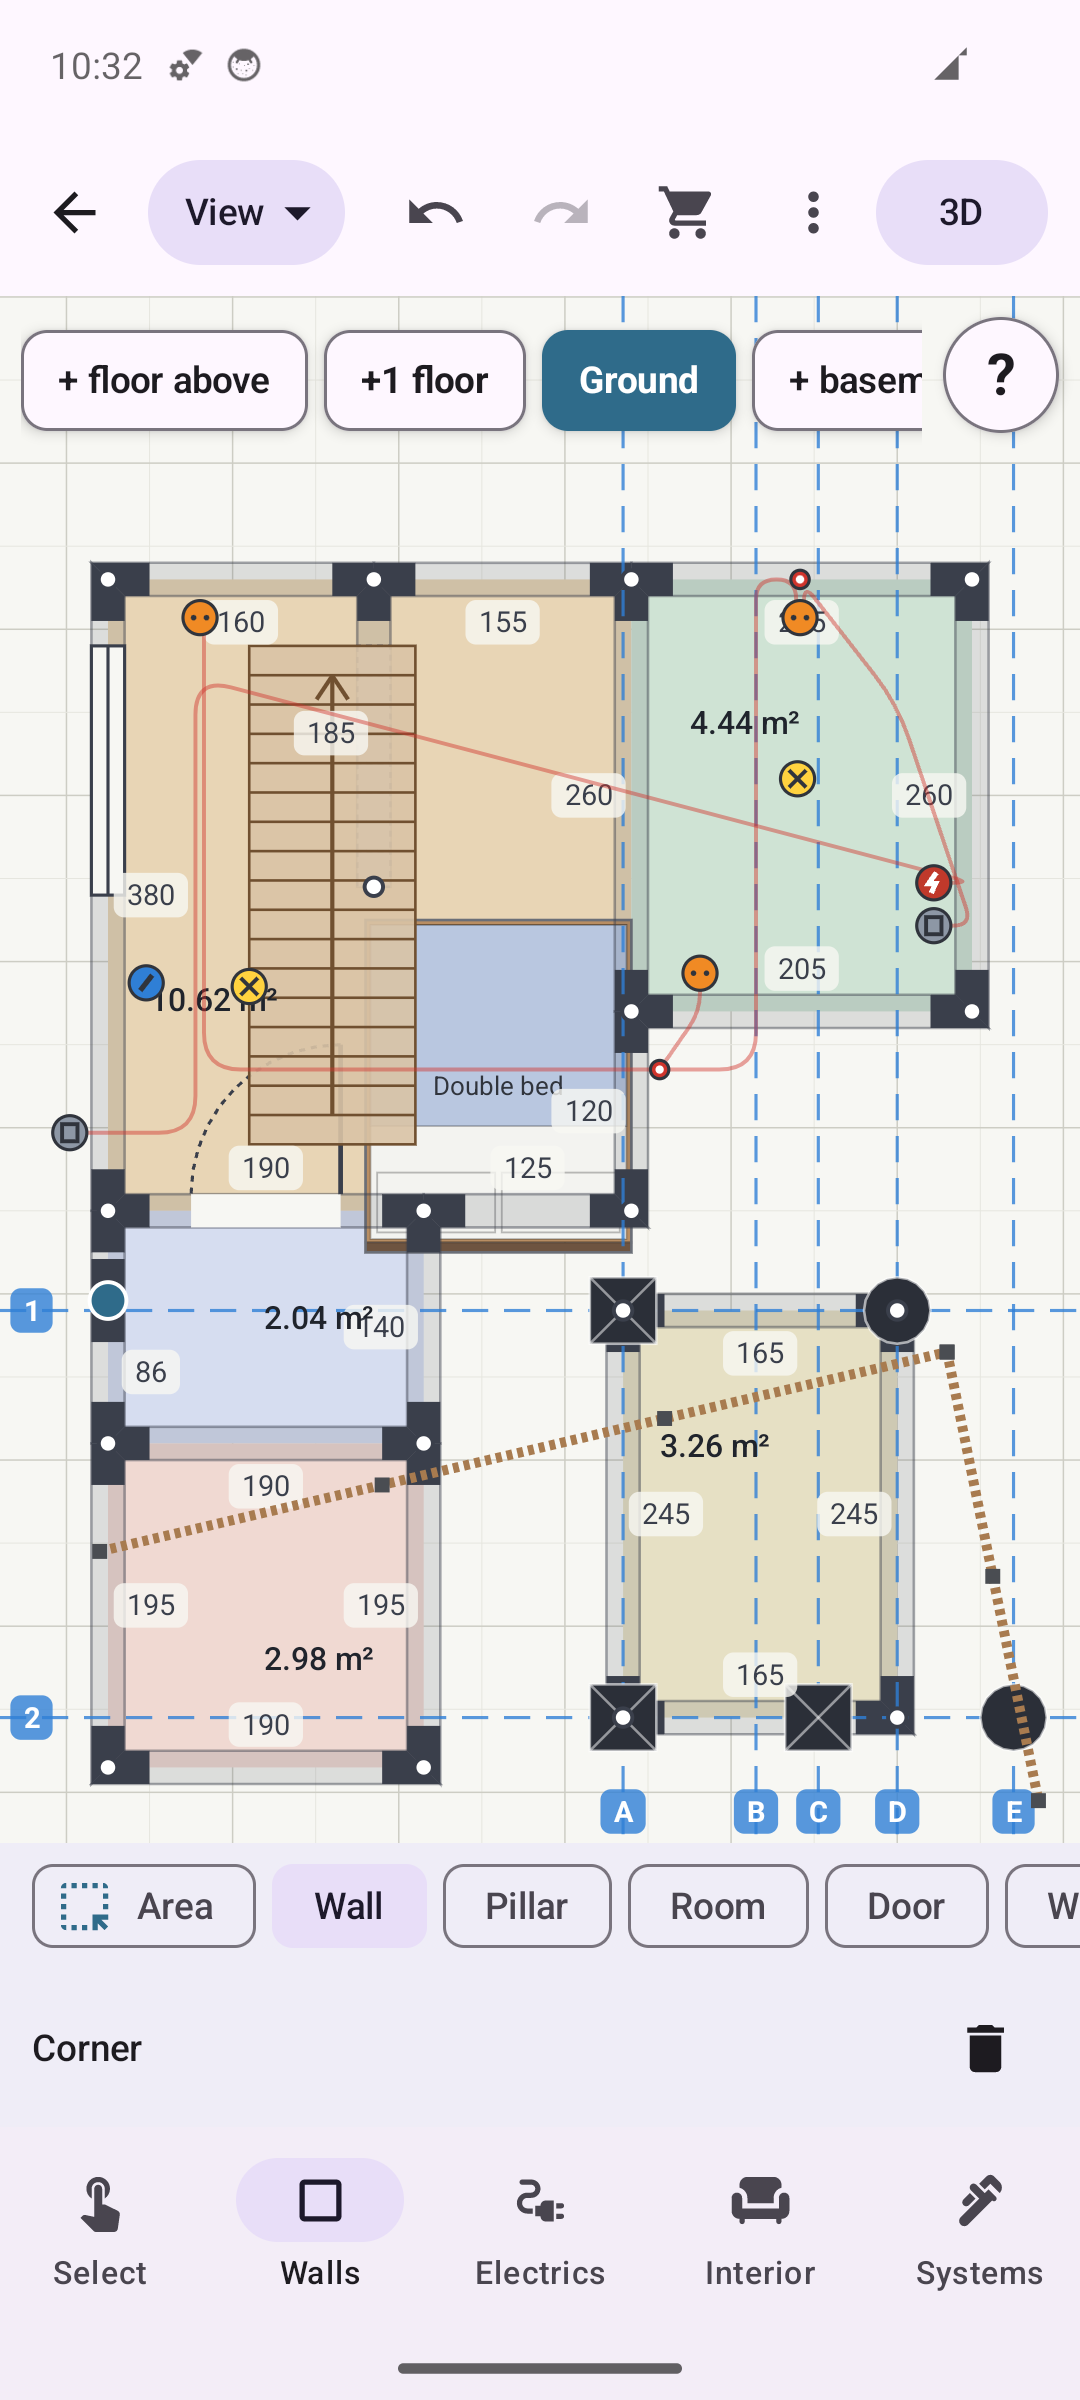 10:32
View
3D
+ floor above
+1 floor
Ground
+ basem
?
160
155
185
4.44 m²
260
260
380
10.62 m²
205
Double bed
120
190
125
1
2.04 m²
140
86
165
3.26 m²
190
245
245
195
195
2.98 m²
165
190
2
A
B
C
D
E
Area
Wall
Pillar
Room
Door
W
Corner
Select
Walls
Electrics
Interior
Systems